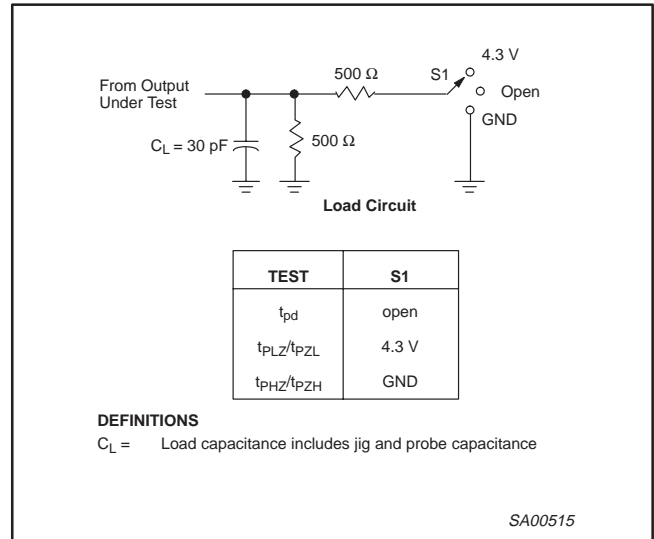 4.3 V
500 Ω
S1
From Output
Under Test
Open
GND
C_L = 30 pF
500 Ω
Load Circuit
TEST S1
t_pd open
t_PLZ/t_PZL 4.3 V
t_PHZ/t_PZH GND
DEFINITIONS
C_L = Load capacitance includes jig and probe capacitance
SA00515